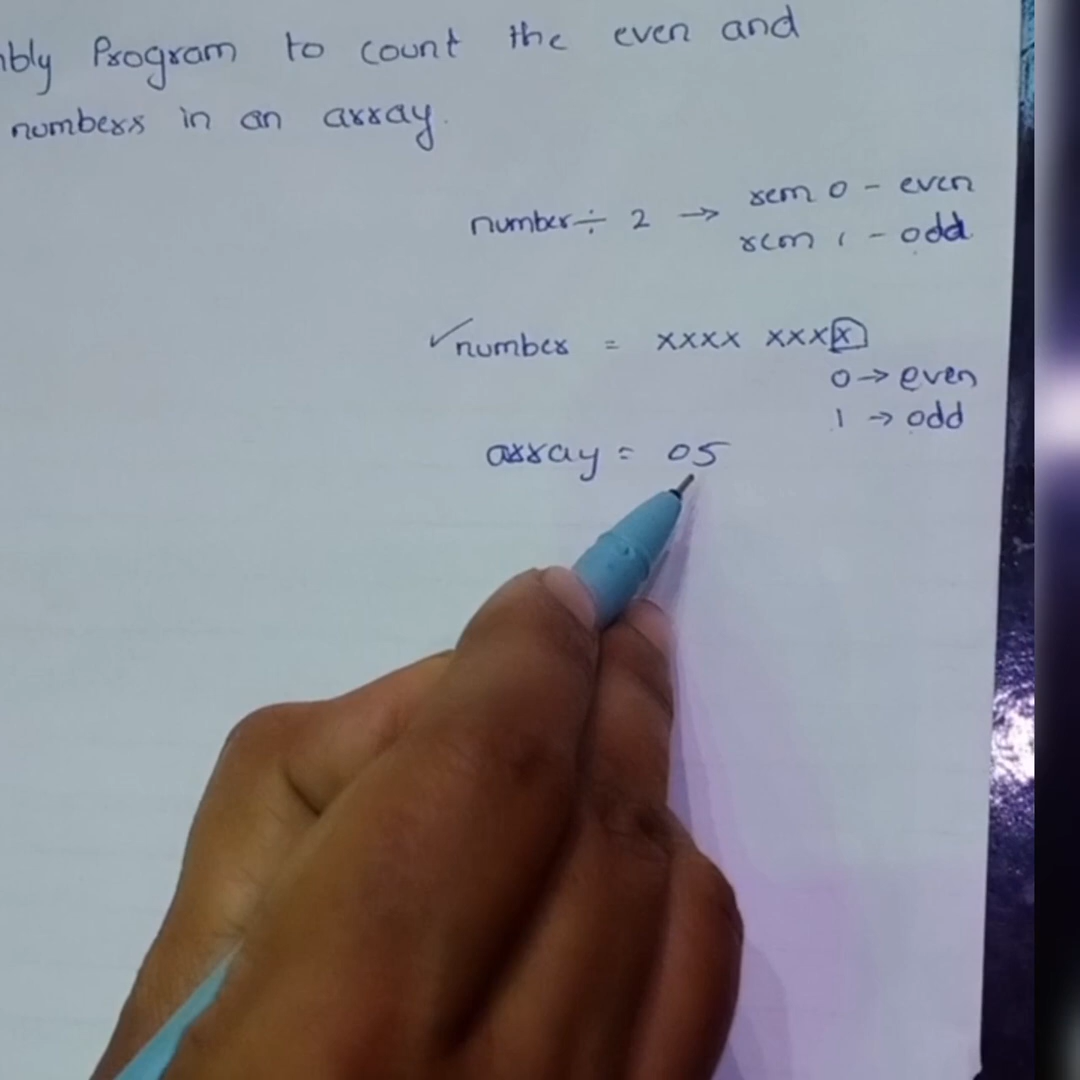 bly Program to count the even and
numbers in an array.
number ÷ 2 → rem 0 - even
rem 1 - odd
✓number = xxxx xxxx
0 → even
1 → odd
array = 05